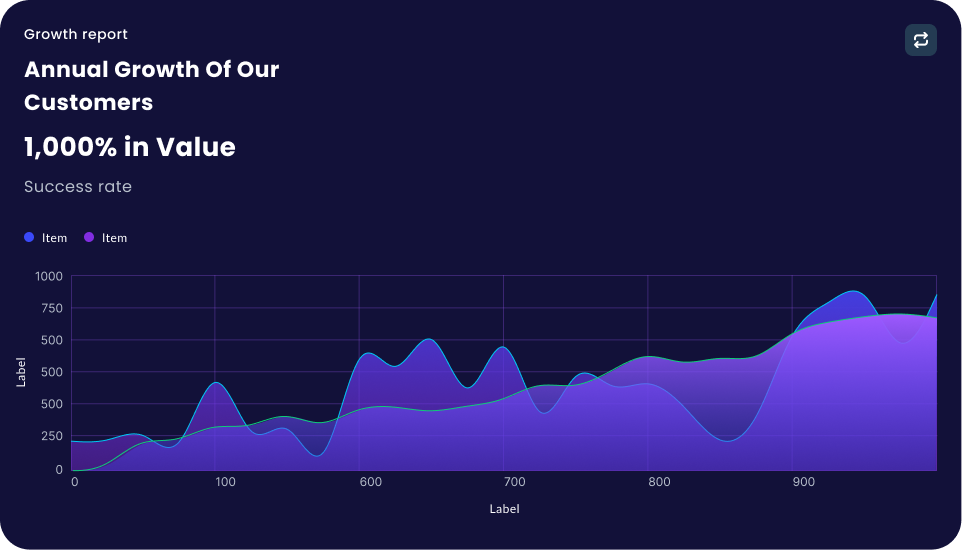 Growth report
Annual Growth Of Our
Customers
1,000% in Value
Success rate
Item
Item
1000
750
500
500
500
250
0
Label
0
100
600
700
800
900
Label